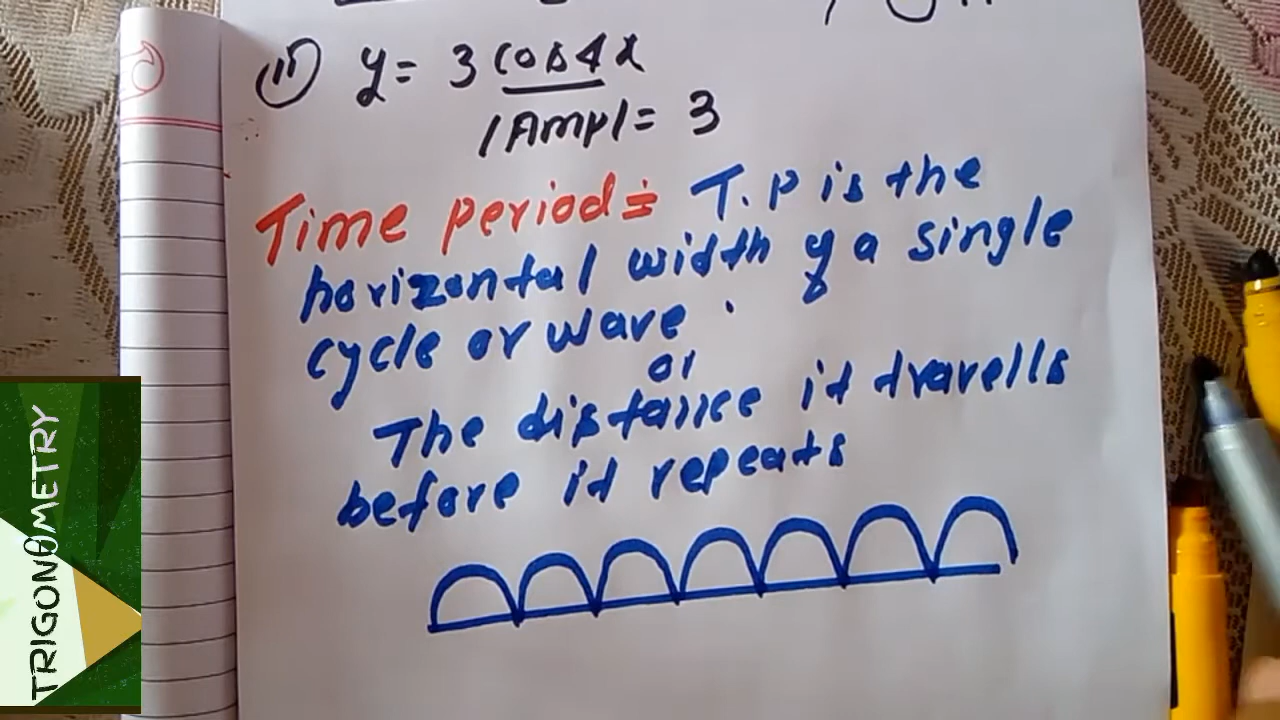 (11) y = 3 cos 4x
|Amp| = 3
Time period :- T.P is the
horizontal width of a single
cycle or wave .
or
The distance it travells
before it repeats
TRIGONOMETRY